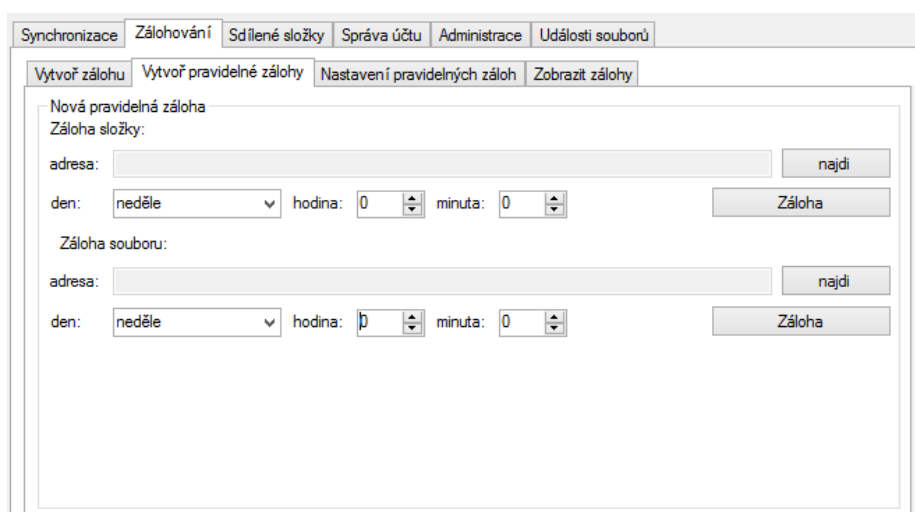 Synchronizace Zálohování Sdílené složky Správa účtu Administrace Události souborů
Vytvoř zálohu Vytvoř pravidelné zálohy Nastavení pravidelných záloh Zobrazit zálohy
Nová pravidelná záloha
Záloha složky:
adresa: najdi
den: neděle hodina: 0 minuta: 0 Záloha
Záloha souboru:
adresa: najdi
den: neděle hodina: 0 minuta: 0 Záloha